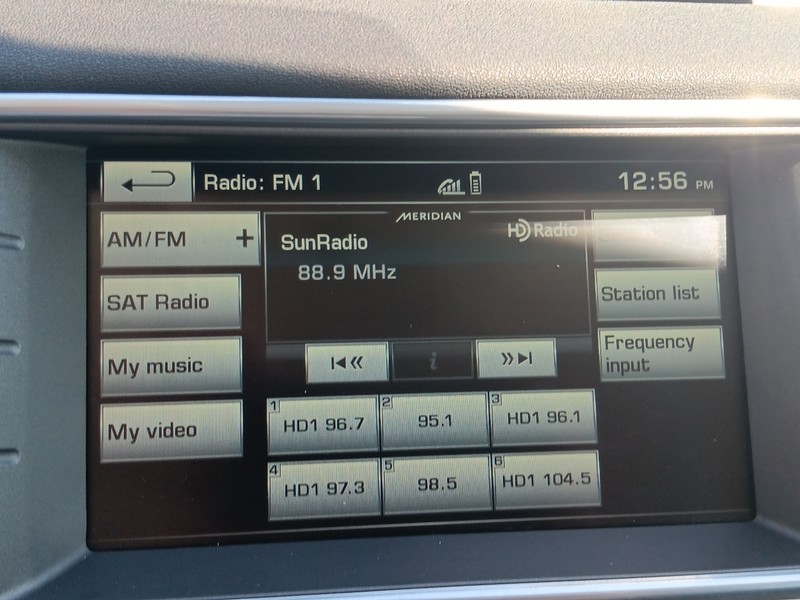 Radio: FM 1
12:56 PM
MERIDIAN
AM/FM +
SunRadio
HD Radio
88.9 MHz
SAT Radio
Station list
My music
i
Frequency
input
My video
1 HD1 96.7
2 95.1
3 HD1 96.1
4 HD1 97.3
5 98.5
6 HD1 104.5